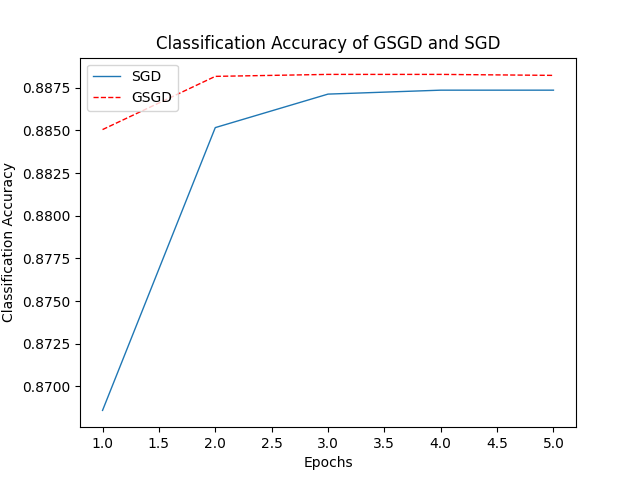 Classification Accuracy of GSGD and SGD
SGD
GSGD
0.8875
0.8850
0.8825
0.8800
0.8775
0.8750
0.8725
0.8700
Classification Accuracy
1.0 1.5 2.0 2.5 3.0 3.5 4.0 4.5 5.0
Epochs